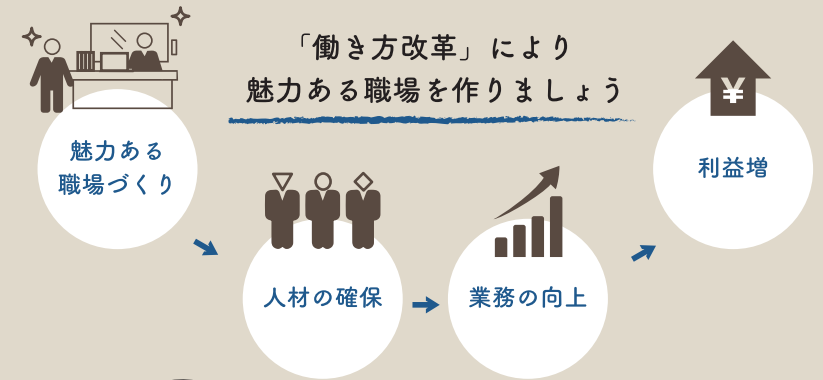 「働き方改革」により
魅力ある職場を作りましょう
魅力ある
職場づくり
人材の確保
業務の向上
¥
利益増